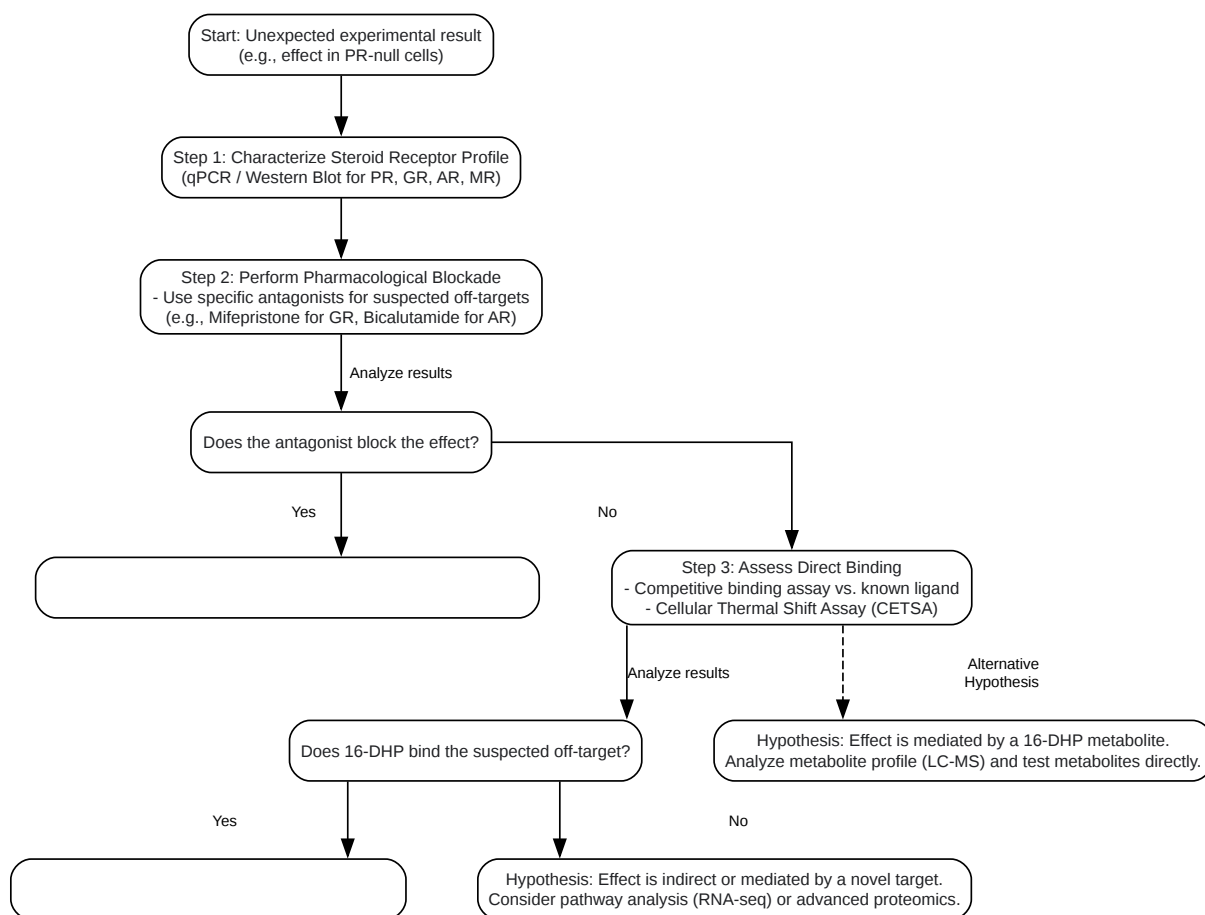 Start: Unexpected experimental result
(e.g., effect in PR-null cells)
Step 1: Characterize Steroid Receptor Profile
(qPCR / Western Blot for PR, GR, AR, MR)
Step 2: Perform Pharmacological Blockade
- Use specific antagonists for suspected off-targets
(e.g., Mifepristone for GR, Bicalutamide for AR)
Analyze results
Does the antagonist block the effect?
Yes
No
Step 3: Assess Direct Binding
- Competitive binding assay vs. known ligand
- Cellular Thermal Shift Assay (CETSA)
Analyze results
Alternative
Hypothesis
Does 16-DHP bind the suspected off-target?
Hypothesis: Effect is mediated by a 16-DHP metabolite.
Analyze metabolite profile (LC-MS) and test metabolites directly.
Yes
No
Hypothesis: Effect is indirect or mediated by a novel target.
Consider pathway analysis (RNA-seq) or advanced proteomics.